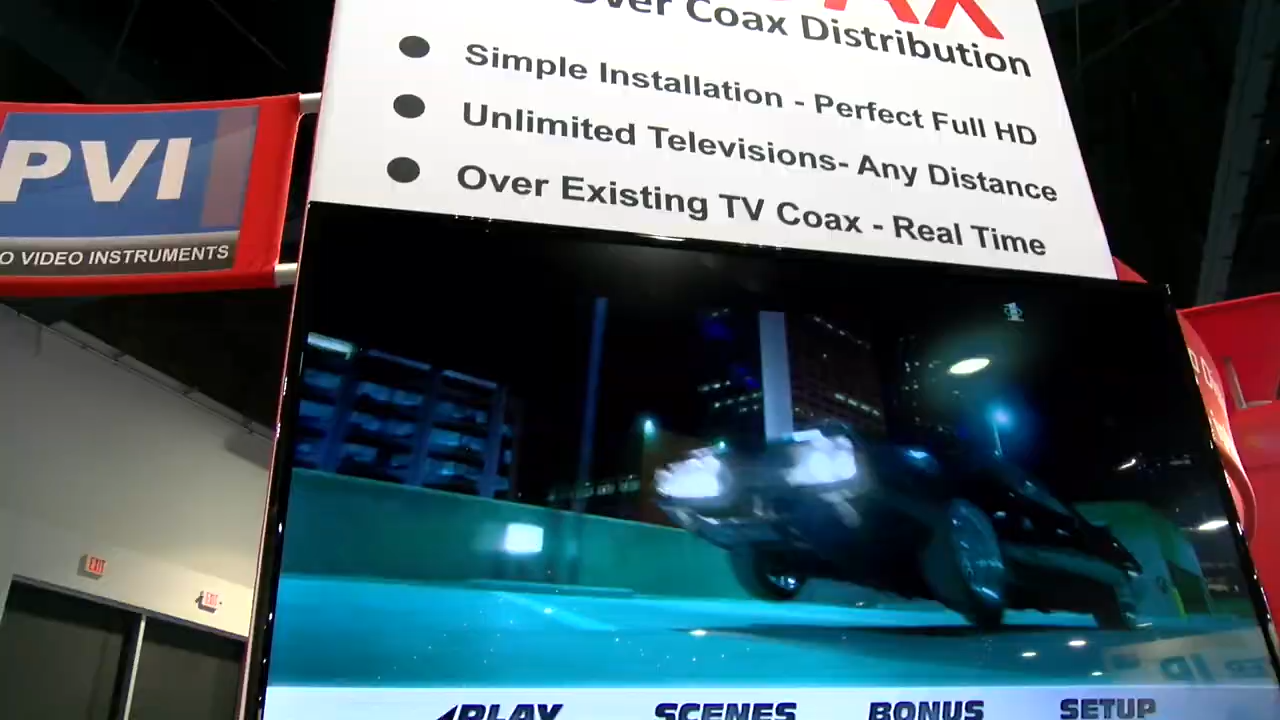 Over Coax Distribution
Simple Installation - Perfect Full HD
Unlimited Televisions- Any Distance
Over Existing TV Coax - Real Time
PVI
O VIDEO INSTRUMENTS
EXIT
EXIT
PLAY
SCENES
BONUS
SETUP